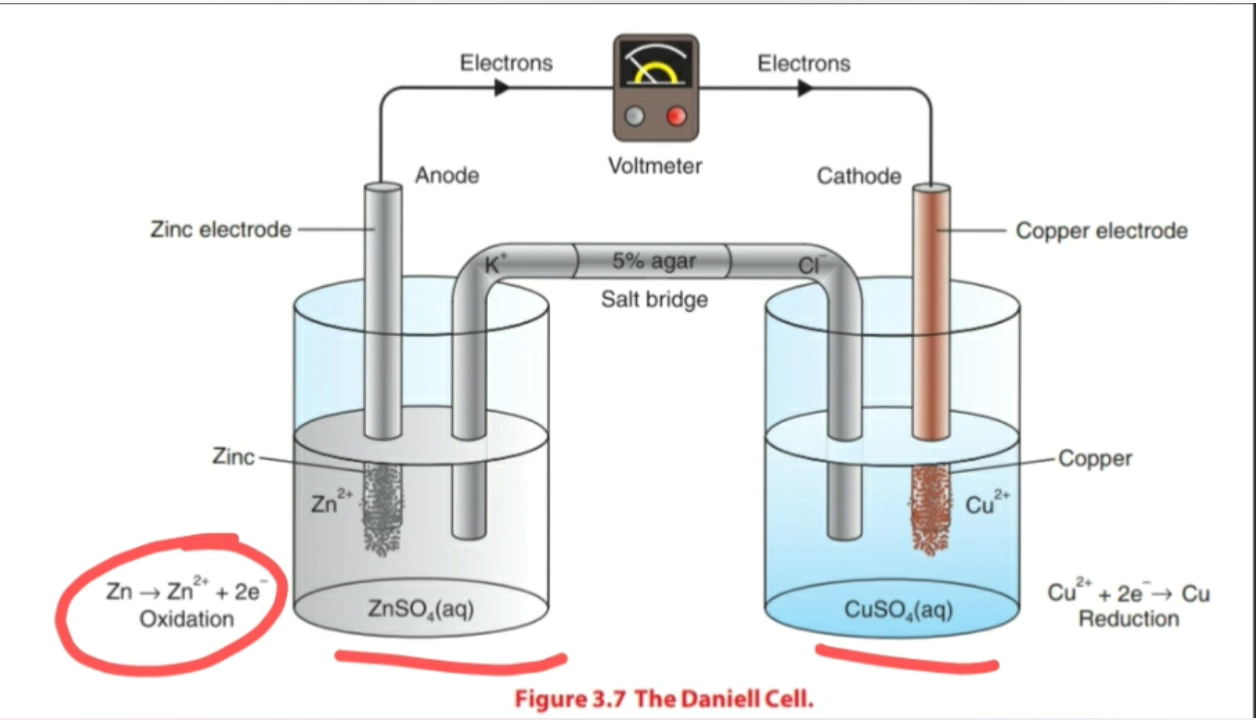 Electrons
Electrons
Voltmeter
Anode
Cathode
Zinc electrode
Copper electrode
K⁺
5% agar
Cl⁻
Salt bridge
Zinc
Copper
Zn²⁺
Cu²⁺
Zn → Zn²⁺ + 2e⁻
Oxidation
ZnSO₄(aq)
CuSO₄(aq)
Cu²⁺ + 2e⁻ → Cu
Reduction
Figure 3.7 The Daniell Cell.